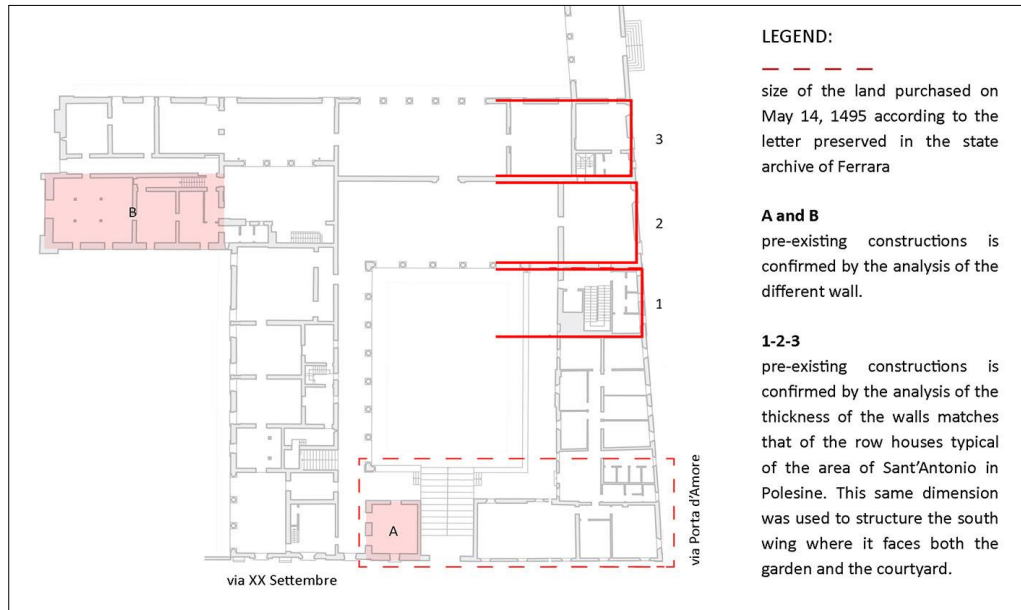 LEGEND:
size of the land purchased on
May 14, 1495 according to the
letter preserved in the state
archive of Ferrara
A and B
pre-existing constructions is
confirmed by the analysis of the
different wall.
1-2-3
pre-existing constructions is
confirmed by the analysis of the
thickness of the walls matches
that of the row houses typical
of the area of Sant'Antonio in
Polesine. This same dimension
was used to structure the south
wing where it faces both the
garden and the courtyard.
3
2
1
B
A
via XX Settembre
via Porta d'Amore